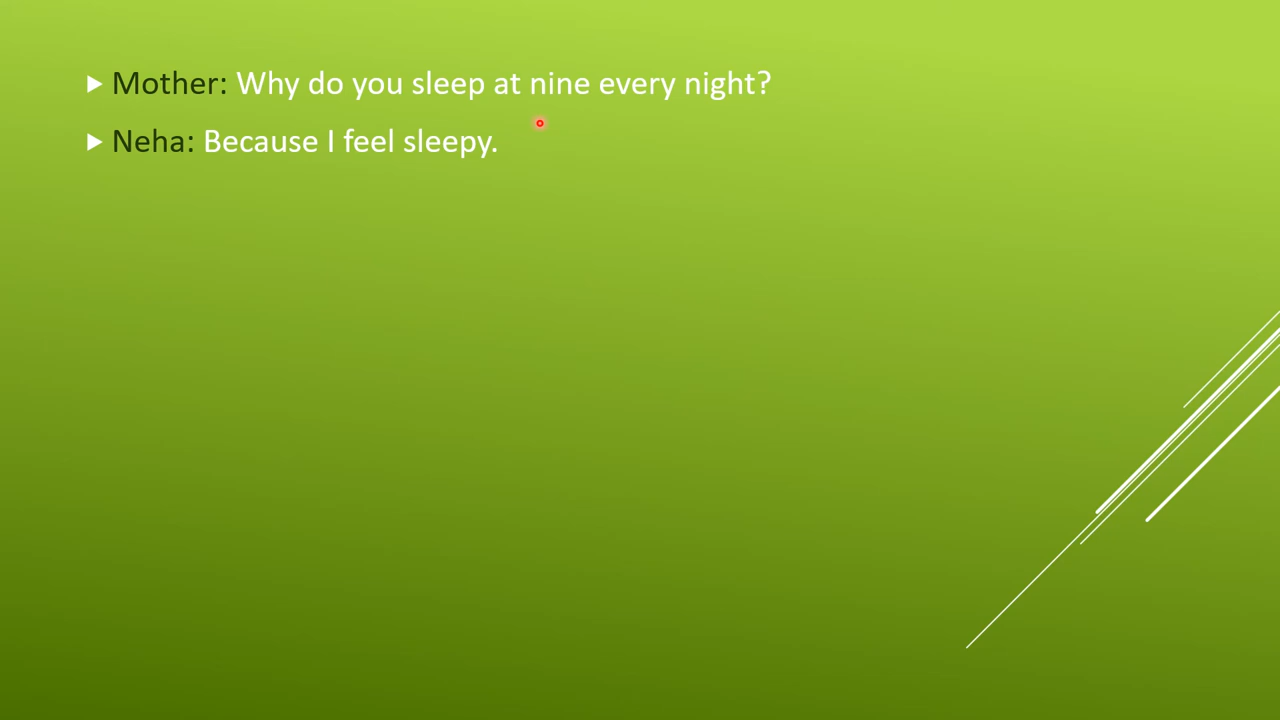 Mother: Why do you sleep at nine every night?
Neha: Because I feel sleepy.